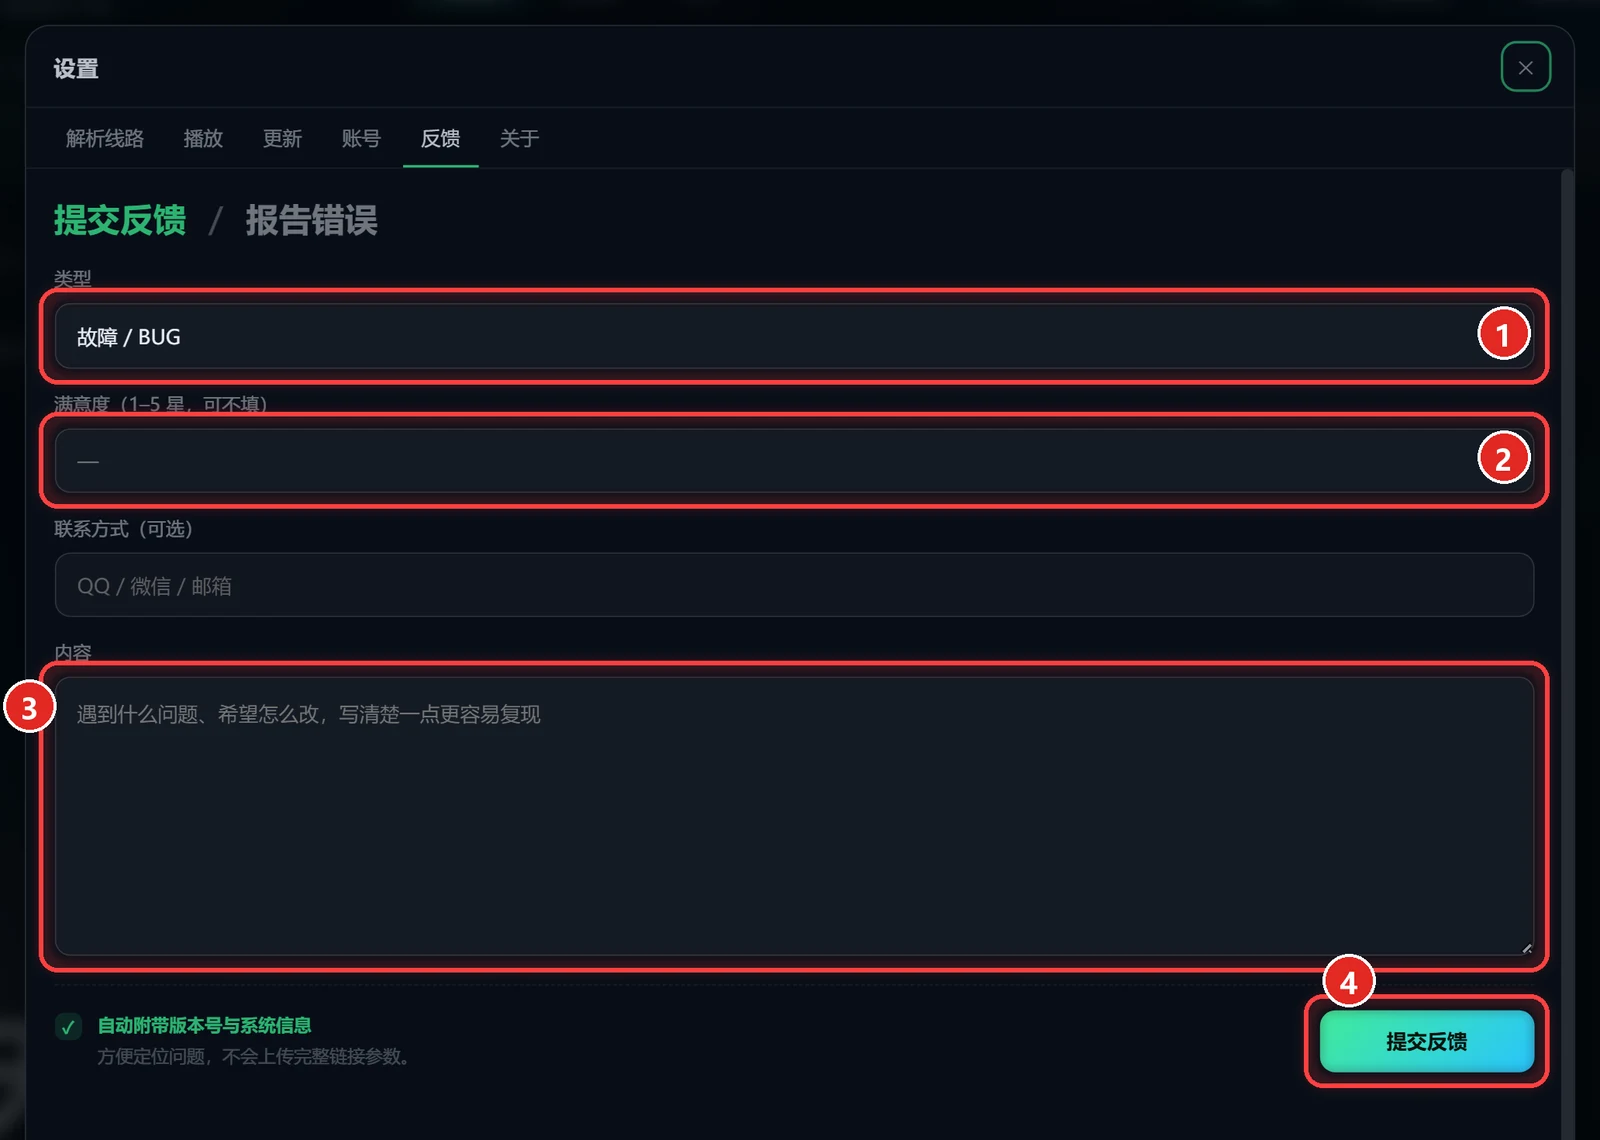 设置
解析线路 播放 更新 账号 反馈 关于
提交反馈 / 报告错误
类型
故障 / BUG
1
满意度（1–5 星，可不填）
—
2
联系方式（可选）
QQ / 微信 / 邮箱
内容
3
遇到什么问题、希望怎么改，写清楚一点更容易复现
4
自动附带版本号与系统信息
方便定位问题，不会上传完整链接参数。
提交反馈